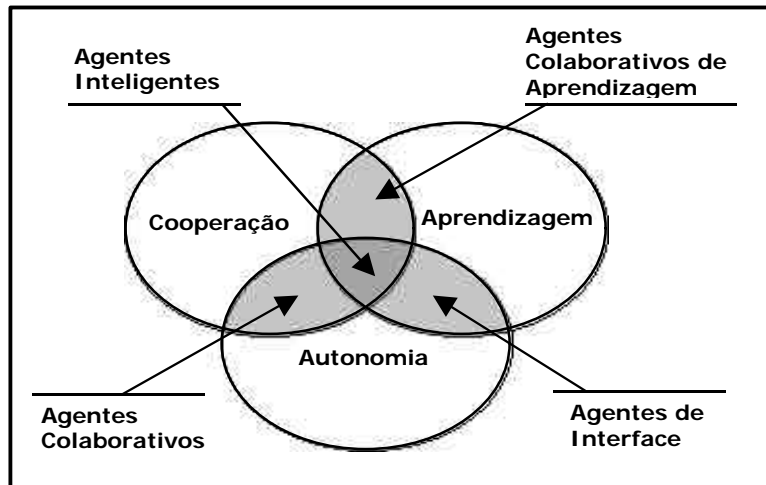 Agentes
Inteligentes
Agentes
Colaborativos de
Aprendizagem
Cooperação
Aprendizagem
Autonomia
Agentes
Colaborativos
Agentes de
Interface